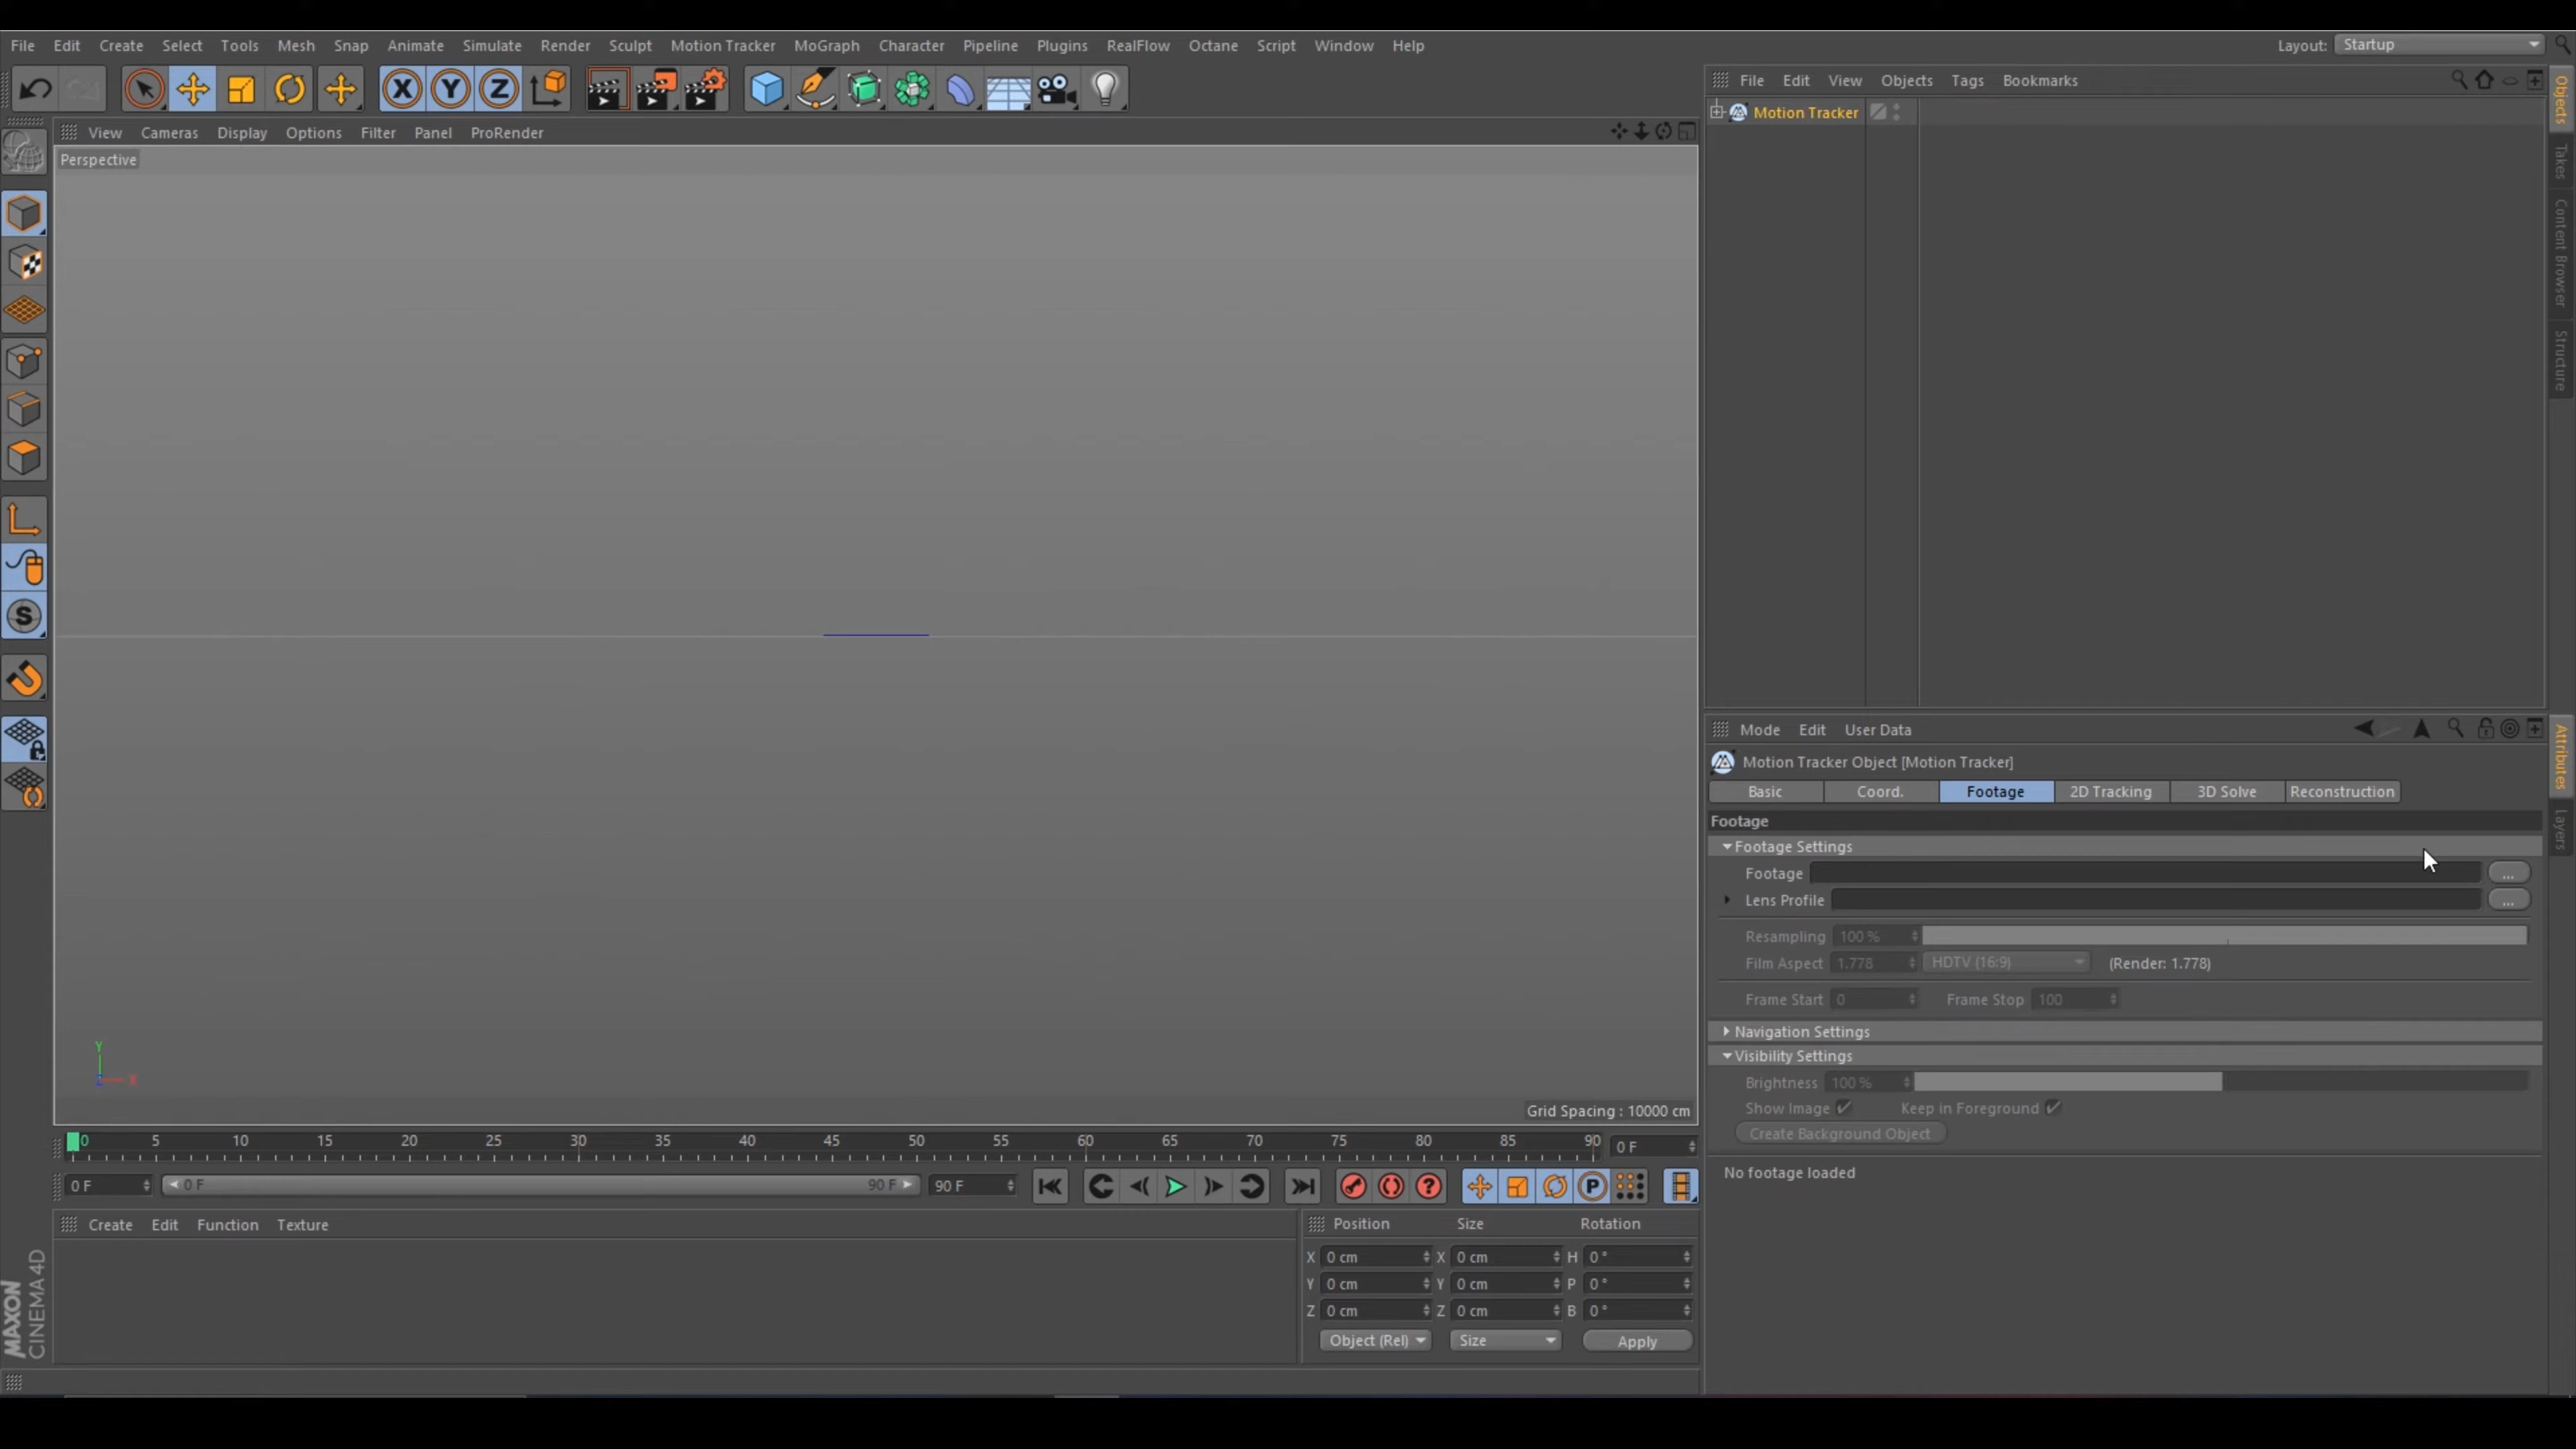 File Edit Create Select Tools Mesh Snap Animate Simulate Render Sculpt Motion Tracker MoGraph Character Pipeline Plugins RealFlow Octane Script Window Help Layout: Startup
X Y Z
File Edit View Objects Tags Bookmarks
Motion Tracker
View Cameras Display Options Filter Panel ProRender
Perspective
Objects
Takes
Content Browser
Structure
S
Mode Edit User Data
Motion Tracker Object [Motion Tracker]
Basic Coord. Footage 2D Tracking 3D Solve Reconstruction
Attributes
Layers
Footage
Footage Settings
Footage ...
Lens Profile ...
Resampling 100 %
Film Aspect 1.778 HDTV (16:9) (Render: 1.778)
Frame Start 0 Frame Stop 100
Navigation Settings
Visibility Settings
Brightness 100 %
Show Image Keep in Foreground
Create Background Object
No footage loaded
Y
Z X
Grid Spacing : 10000 cm
0 5 10 15 20 25 30 35 40 45 50 55 60 65 70 75 80 85 90 0 F
0 F 0 F 90 F 90 F ? P
Create Edit Function Texture
Position Size Rotation
X 0 cm X 0 cm H 0 °
Y 0 cm Y 0 cm P 0 °
Z 0 cm Z 0 cm B 0 °
Object (Rel) Size Apply
MAXON
CINEMA 4D